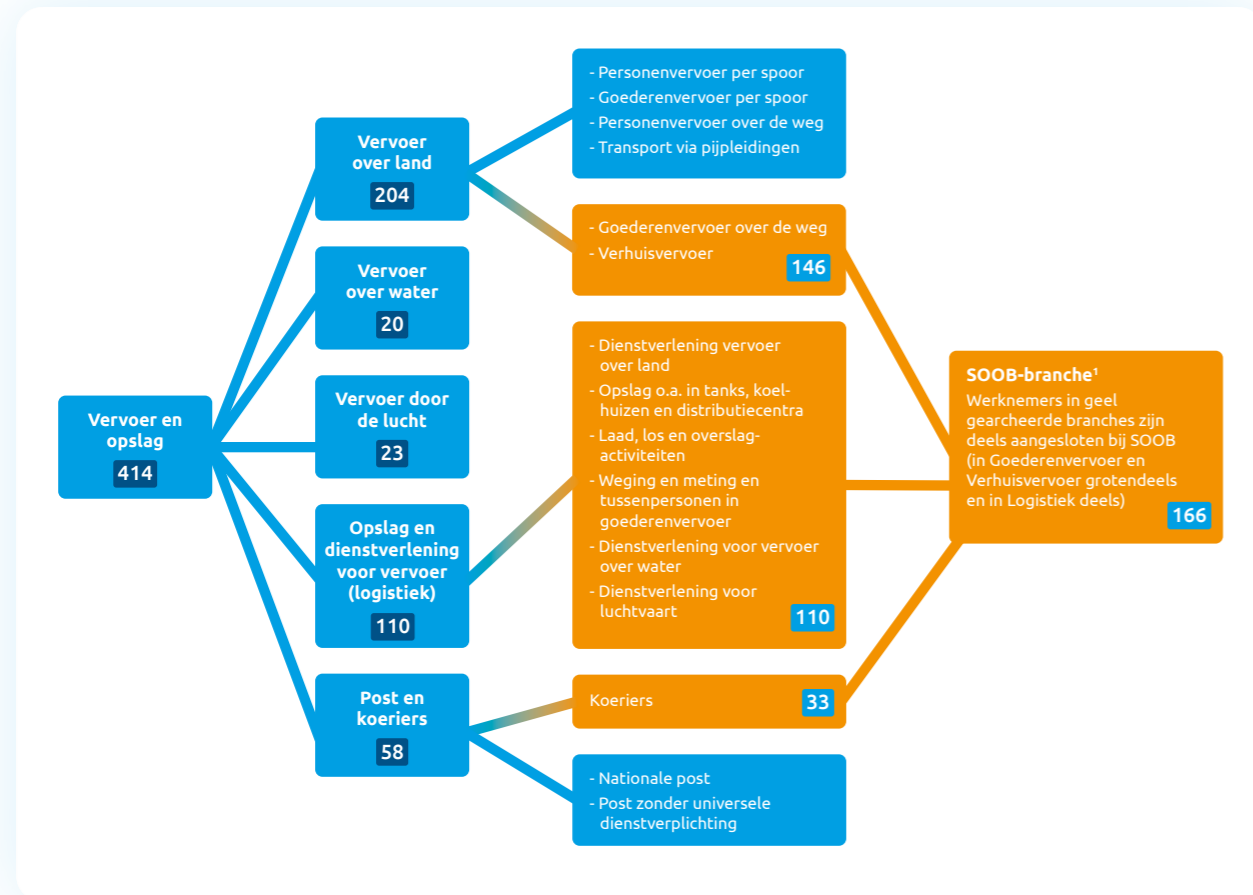 Vervoer en
opslag
414
Vervoer
over land
204
Vervoer
over water
20
Vervoer door
de lucht
23
Opslag en
dienstverlening
voor vervoer
(logistiek)
110
Post en
koeriers
58
- Personenvervoer per spoor
- Goederenvervoer per spoor
- Personenvervoer over de weg
- Transport via pijpleidingen
- Goederenvervoer over de weg
- Verhuisvervoer
146
- Dienstverlening vervoer
over land
- Opslag o.a. in tanks, koel-
huizen en distributiecentra
- Laad, los en overslag-
activiteiten
- Weging en meting en
tussenpersonen in
goederenvervoer
- Dienstverlening voor vervoer
over water
- Dienstverlening voor
luchtvaart
110
Koeriers
33
- Nationale post
- Post zonder universele
dienstverplichting
SOOB-branche¹
Werknemers in geel
gearcheerde branches zijn
deels aangesloten bij SOOB
(in Goederenvervoer en
Verhuisvervoer grotendeels
en in Logistiek deels)
166